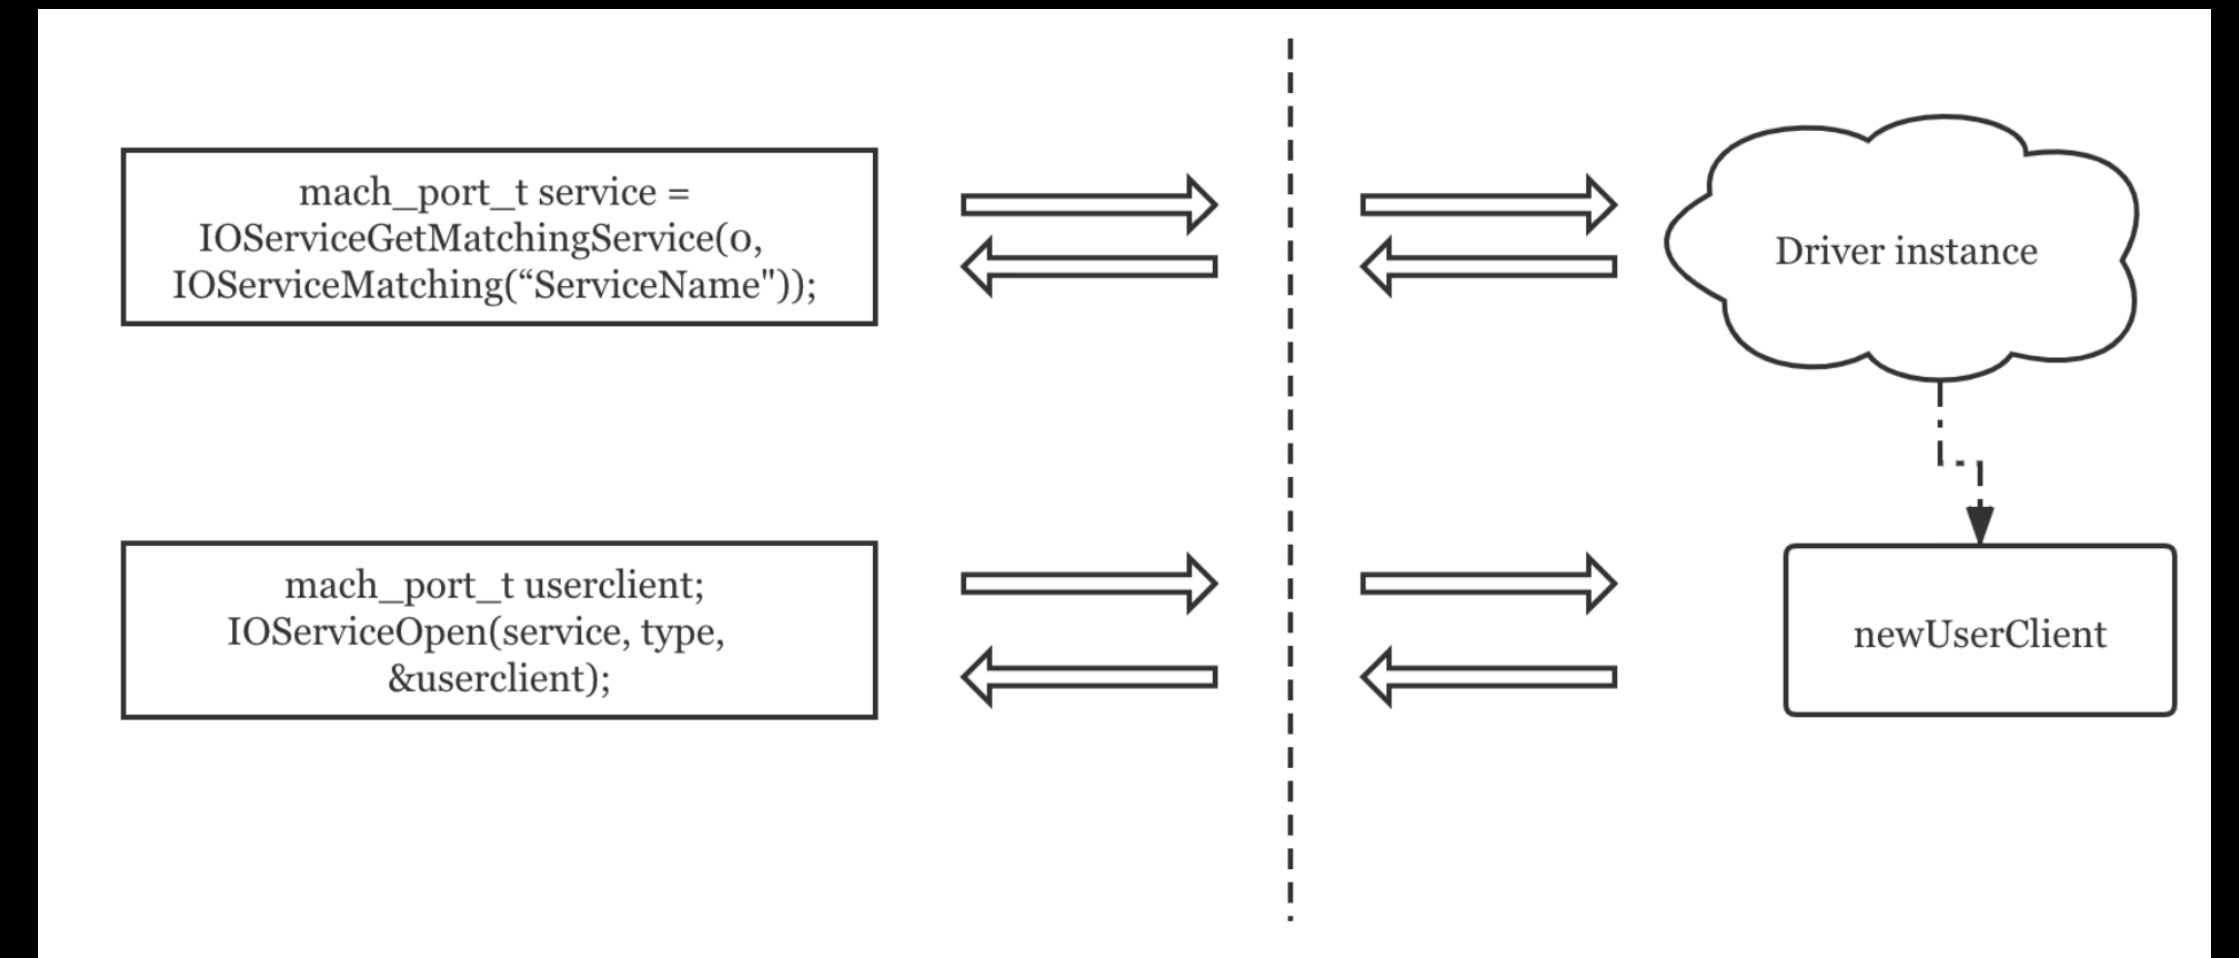 mach_port_t service =
IOServiceGetMatchingService(0,
IOServiceMatching(“ServiceName"));
Driver instance
mach_port_t userclient;
IOServiceOpen(service, type,
&userclient);
newUserClient